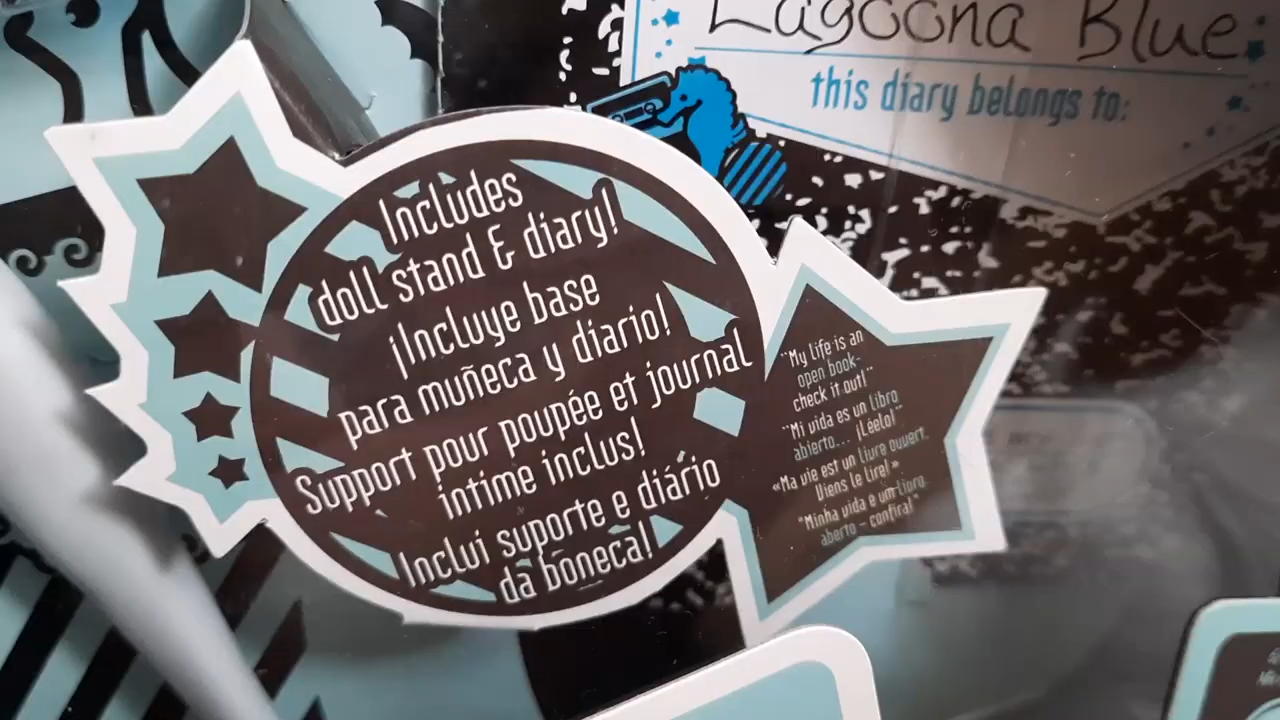 Lagoona Blue
this diary belongs to:
Includes
doll stand & diary!
¡Incluye base
para muñeca y diario!
Support pour poupée et journal
intime inclus!
Inclui suporte e diário
da boneca!
"My life is an
open book-
check it out!"
"Mi vida es un libro
abierto... ¡Léelo!"
«Ma vie est un livre ouvert.
Viens le lire!»
"Minha vida é um livro
aberto – confira!"